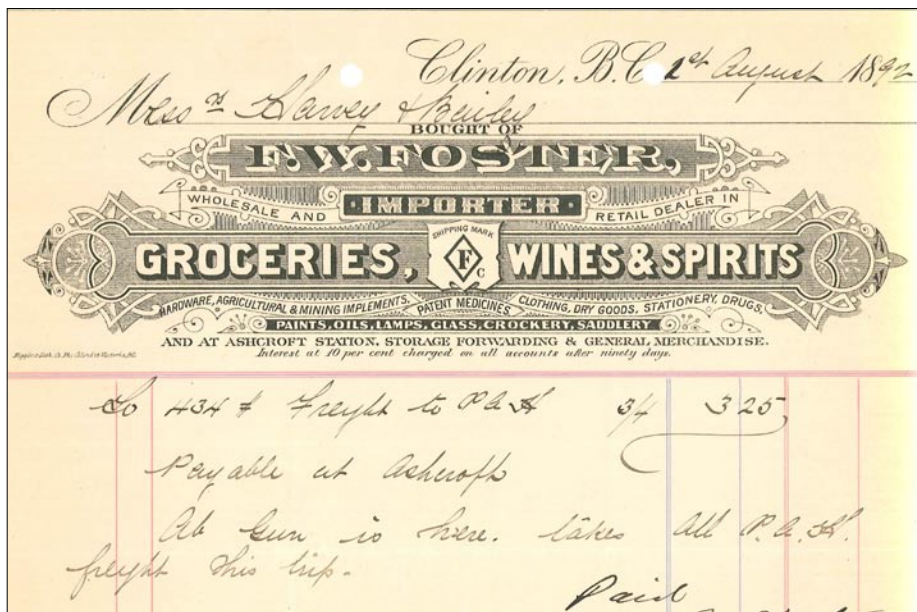 Clinton, B.C. 1st August 1892
Messrs Harvey & Bailey
BOUGHT OF
F.W. FOSTER,
WHOLESALE AND IMPORTER RETAIL DEALER IN
SHIPPING MARK
GROCERIES, F C WINES & SPIRITS
HARDWARE, AGRICULTURAL & MINING IMPLEMENTS, PATENT MEDICINES, CLOTHING, DRY GOODS, STATIONERY, DRUGS,
PAINTS, OILS, LAMPS, GLASS, CROCKERY, SADDLERY
AND AT ASHCROFT STATION, STORAGE FORWARDING & GENERAL MERCHANDISE.
Interest at 10 per cent charged on all accounts after ninety days.
To 434 # Freight to P.A.H 3/4 3 25
Payable at Ashcroft
Ah Gun is here. takes all P.A.H.
freight this trip.
Paid